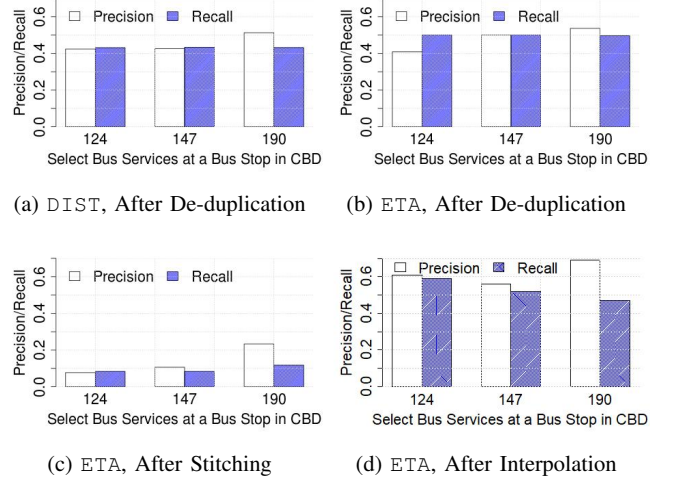 Precision Recall
Precision/Recall
0.0 0.2 0.4 0.6
124 147 190
Select Bus Services at a Bus Stop in CBD
(a) DIST, After De-duplication
Precision Recall
Precision/Recall
0.0 0.2 0.4 0.6
124 147 190
Select Bus Services at a Bus Stop in CBD
(b) ETA, After De-duplication
Precision Recall
Precision/Recall
0.0 0.2 0.4 0.6
124 147 190
Select Bus Services at a Bus Stop in CBD
(c) ETA, After Stitching
Precision Recall
Precision/Recall
0.0 0.2 0.4 0.6
124 147 190
Select Bus Services at a Bus Stop in CBD
(d) ETA, After Interpolation